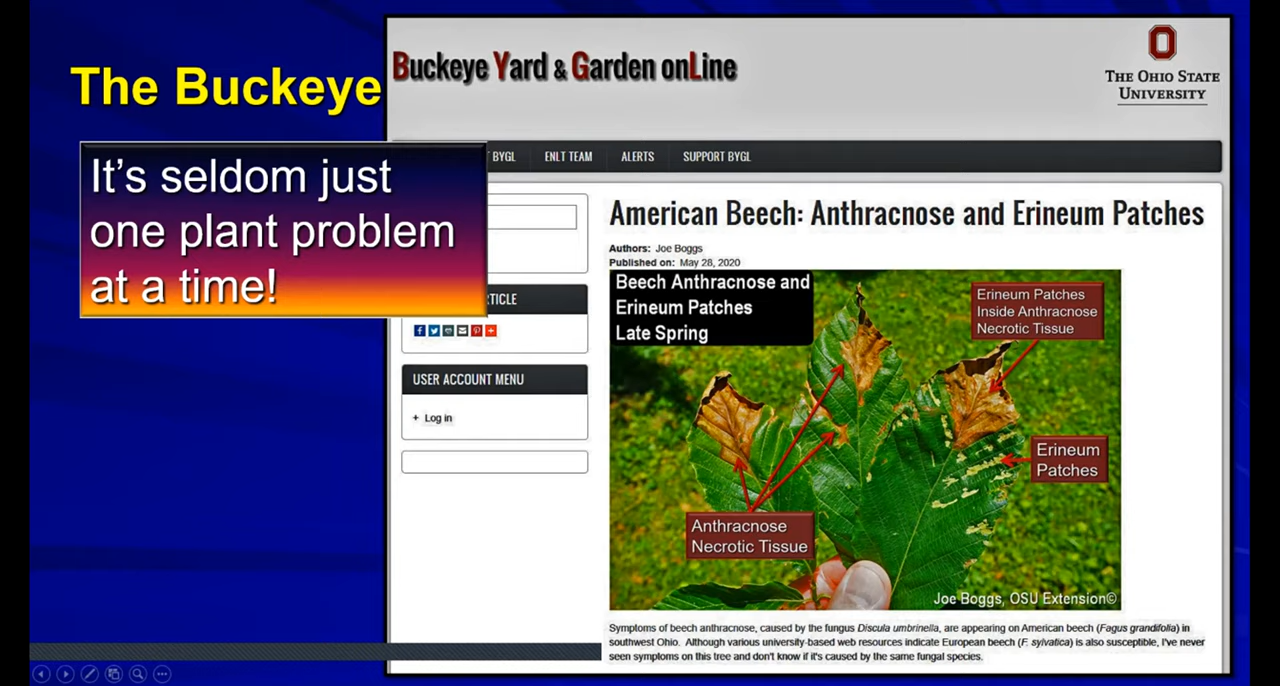 The Buckeye
It’s seldom just
one plant problem
at a time!
Buckeye Yard & Garden onLine
THE OHIO STATE
UNIVERSITY
BYGL
ENLT TEAM
ALERTS
SUPPORT BYGL
TICLE
USER ACCOUNT MENU
+ Log in
American Beech: Anthracnose and Erineum Patches
Authors: Joe Boggs
Published on: May 28, 2020
Beech Anthracnose and
Erineum Patches
Late Spring
Erineum Patches
Inside Anthracnose
Necrotic Tissue
Erineum
Patches
Anthracnose
Necrotic Tissue
Joe Boggs, OSU Extension©
Symptoms of beech anthracnose, caused by the fungus Discula umbrinella, are appearing on American beech (Fagus grandifolia) in
southwest Ohio. Although various university-based web resources indicate European beech (F. sylvatica) is also susceptible, I've never
seen symptoms on this tree and don't know if it's caused by the same fungal species.